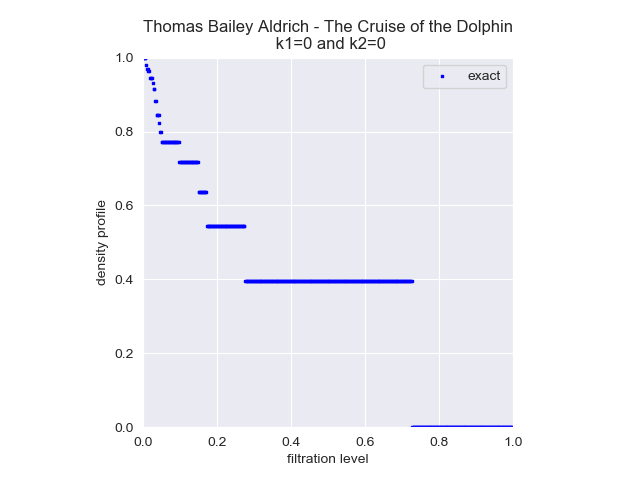 Thomas Bailey Aldrich - The Cruise of the Dolphin
k1=0 and k2=0
exact
density profile
1.0
0.8
0.6
0.4
0.2
0.0
0.0 0.2 0.4 0.6 0.8 1.0
filtration level